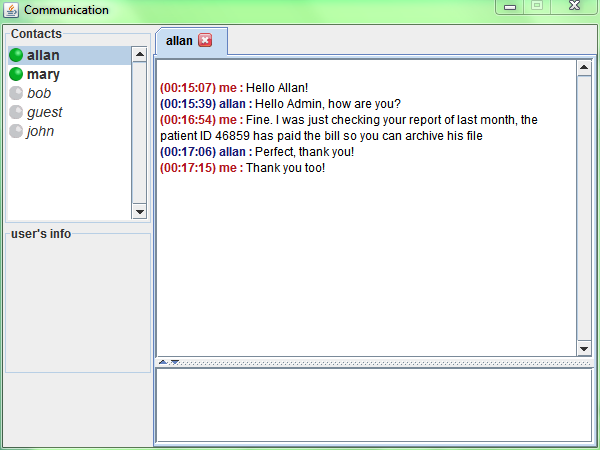 Communication
Contacts
allan
mary
bob
guest
john
user's info
allan
(00:15:07) me : Hello Allan!
(00:15:39) allan : Hello Admin, how are you?
(00:16:54) me : Fine. I was just checking your report of last month, the
patient ID 46859 has paid the bill so you can archive his file
(00:17:06) allan : Perfect, thank you!
(00:17:15) me : Thank you too!